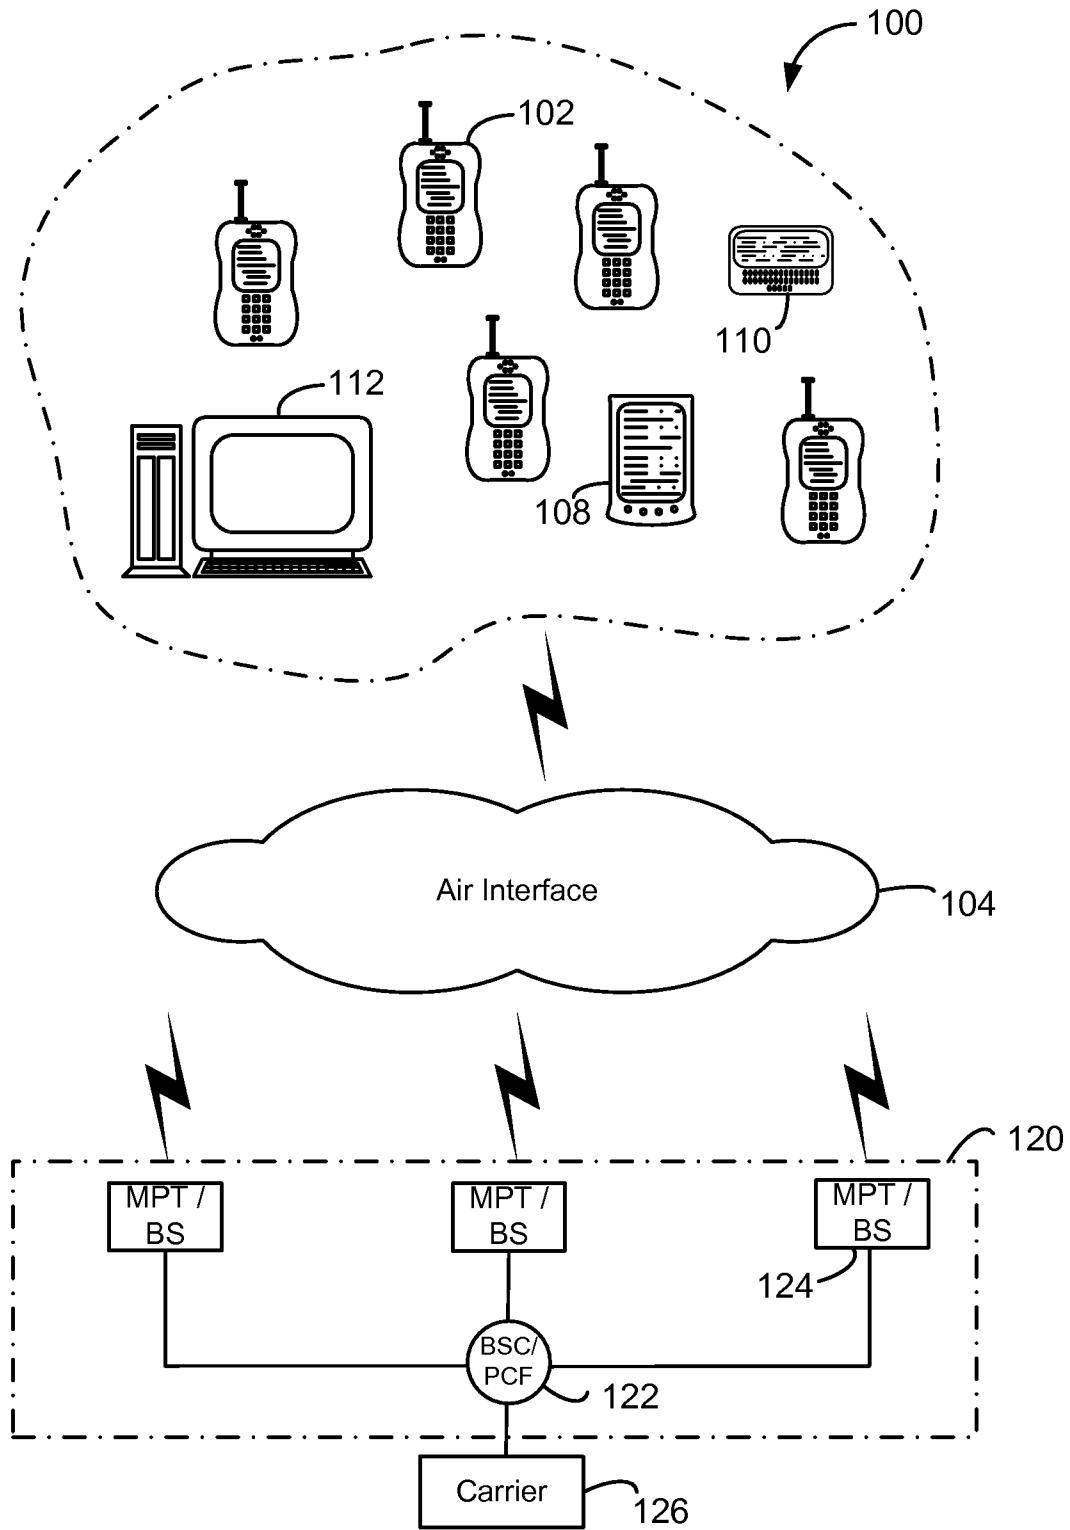 100
102
110
112
108
Air Interface
104
120
MPT /
BS
MPT /
BS
MPT /
BS
124
BSC/
PCF
122
Carrier
126